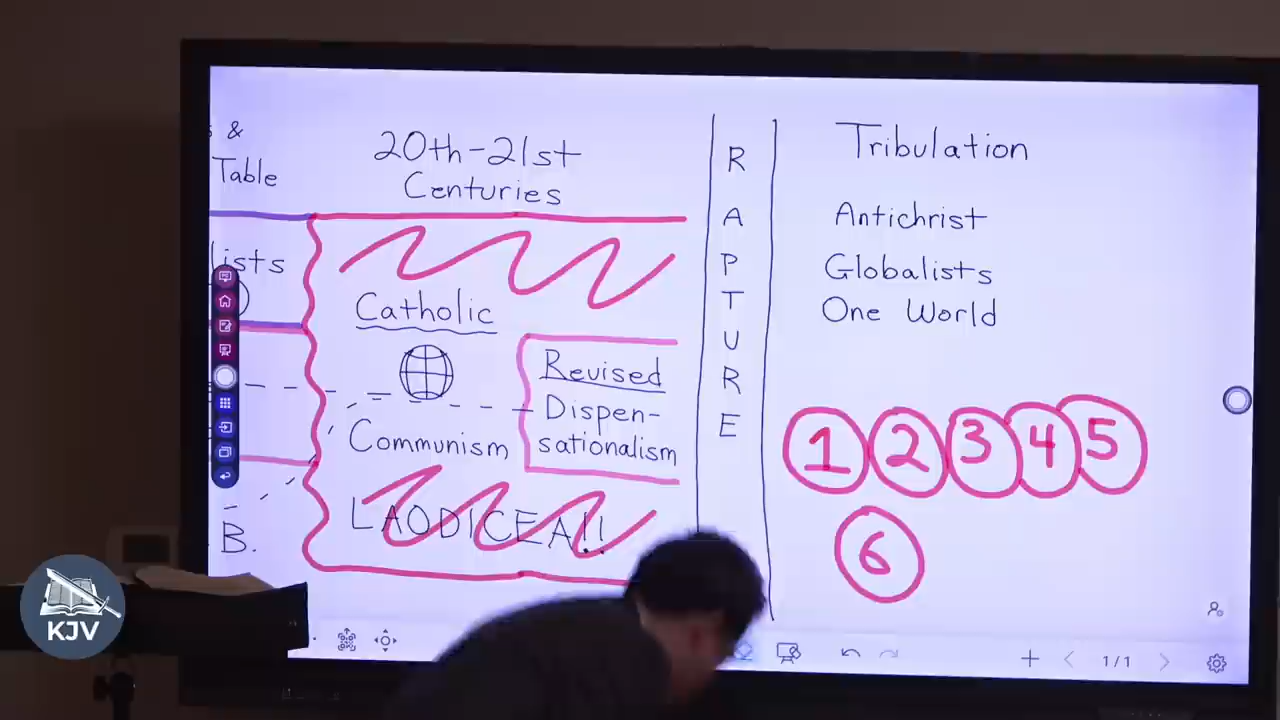 &
Table
lists
B.
20th-21st
Centuries
Catholic
Communism
Revised
Dispen-
sationalism
LAODICEA!!
R
A
P
T
U
R
E
Tribulation
Antichrist
Globalists
One World
1 2 3 4 5
6
1/1
KJV